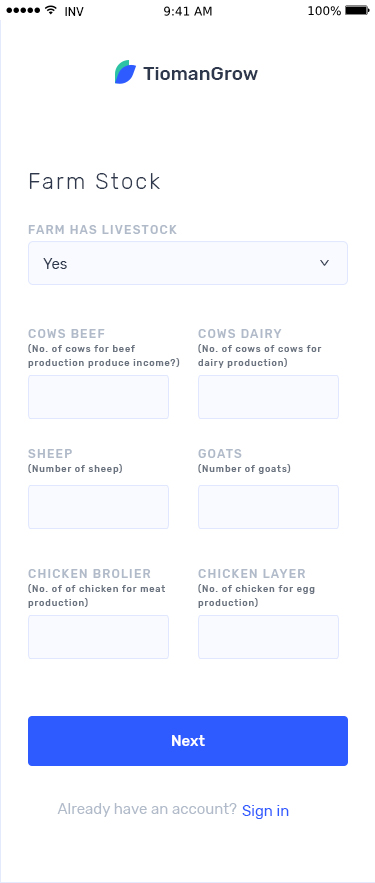 INV 9:41 AM 100%
TiomanGrow
Farm Stock
FARM HAS LIVESTOCK
Yes
COWS BEEF
(No. of cows for beef
production produce income?)
COWS DAIRY
(No. of cows of cows for
dairy production)
SHEEP
(Number of sheep)
GOATS
(Number of goats)
CHICKEN BROLIER
(No. of of chicken for meat
production)
CHICKEN LAYER
(No. of chicken for egg
production)
Next
Already have an account? Sign in